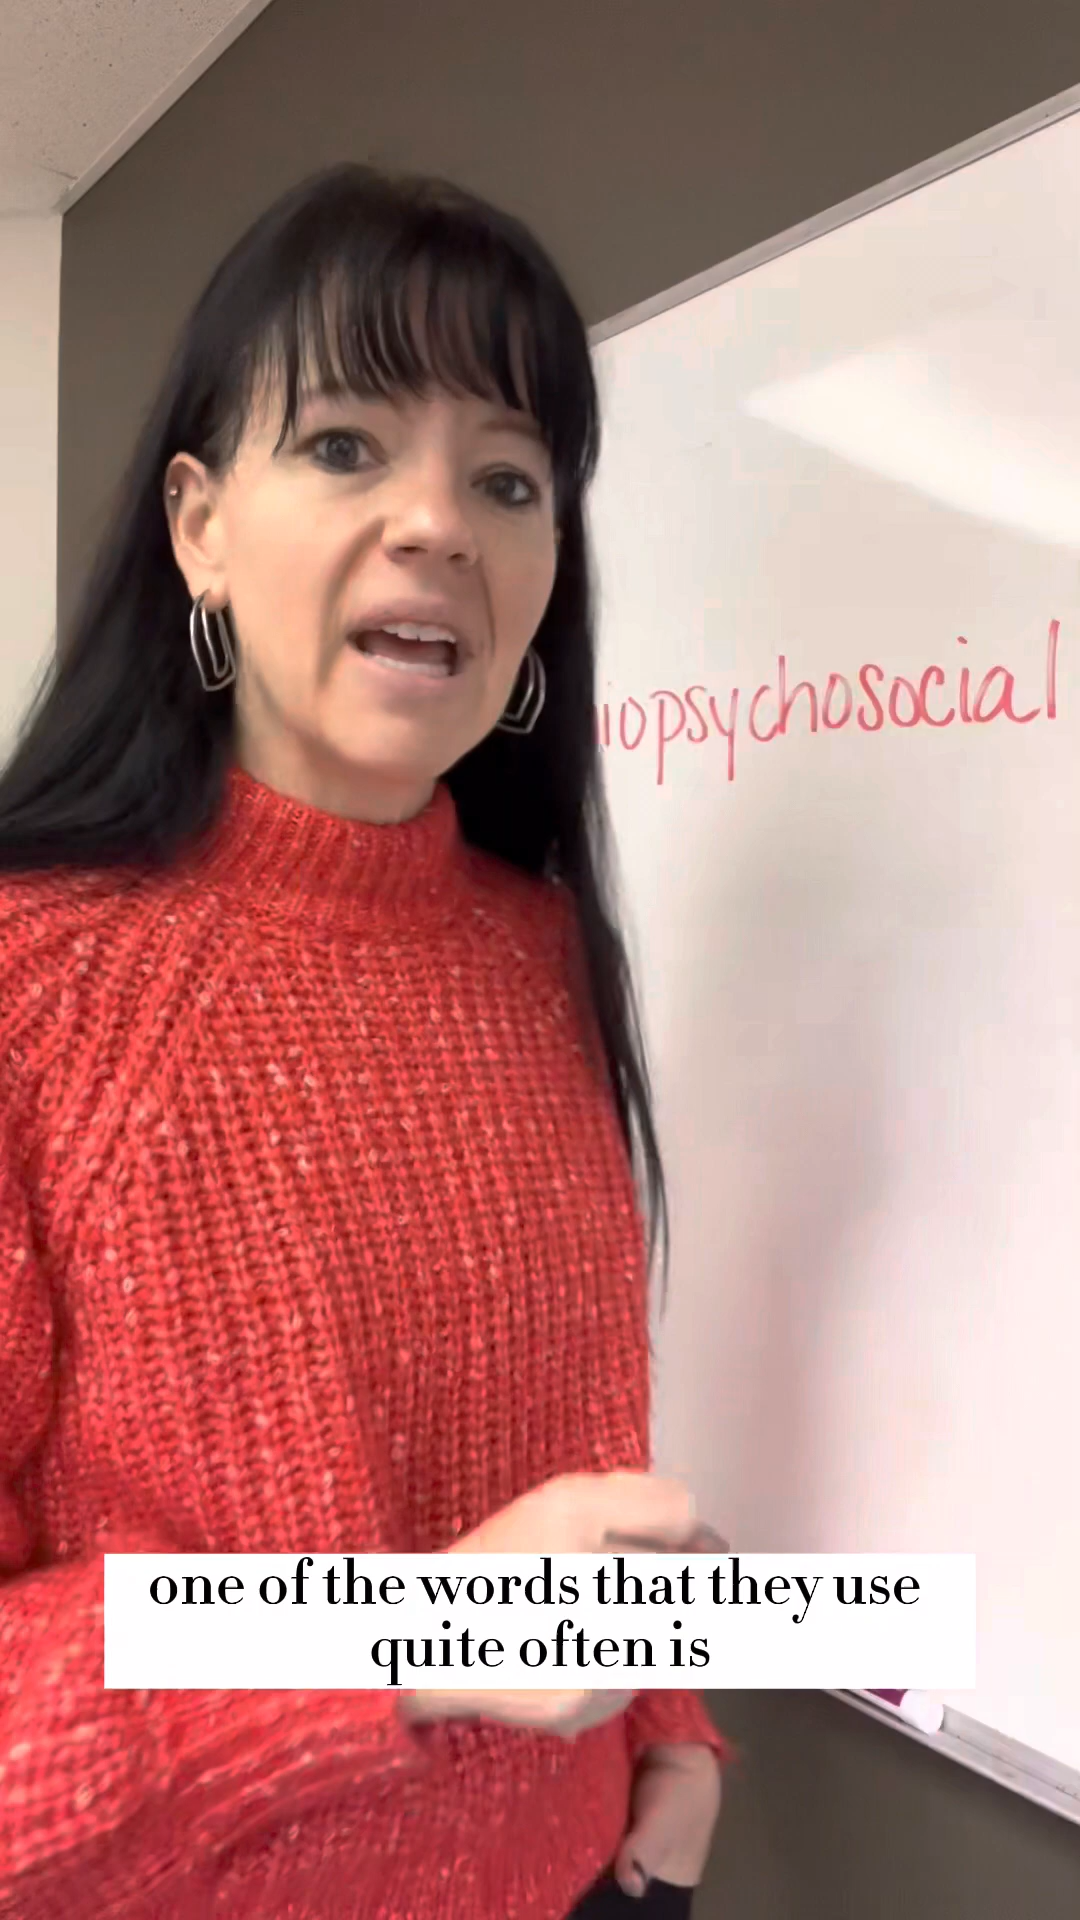 iopsychosocial
one of the words that they use
quite often is